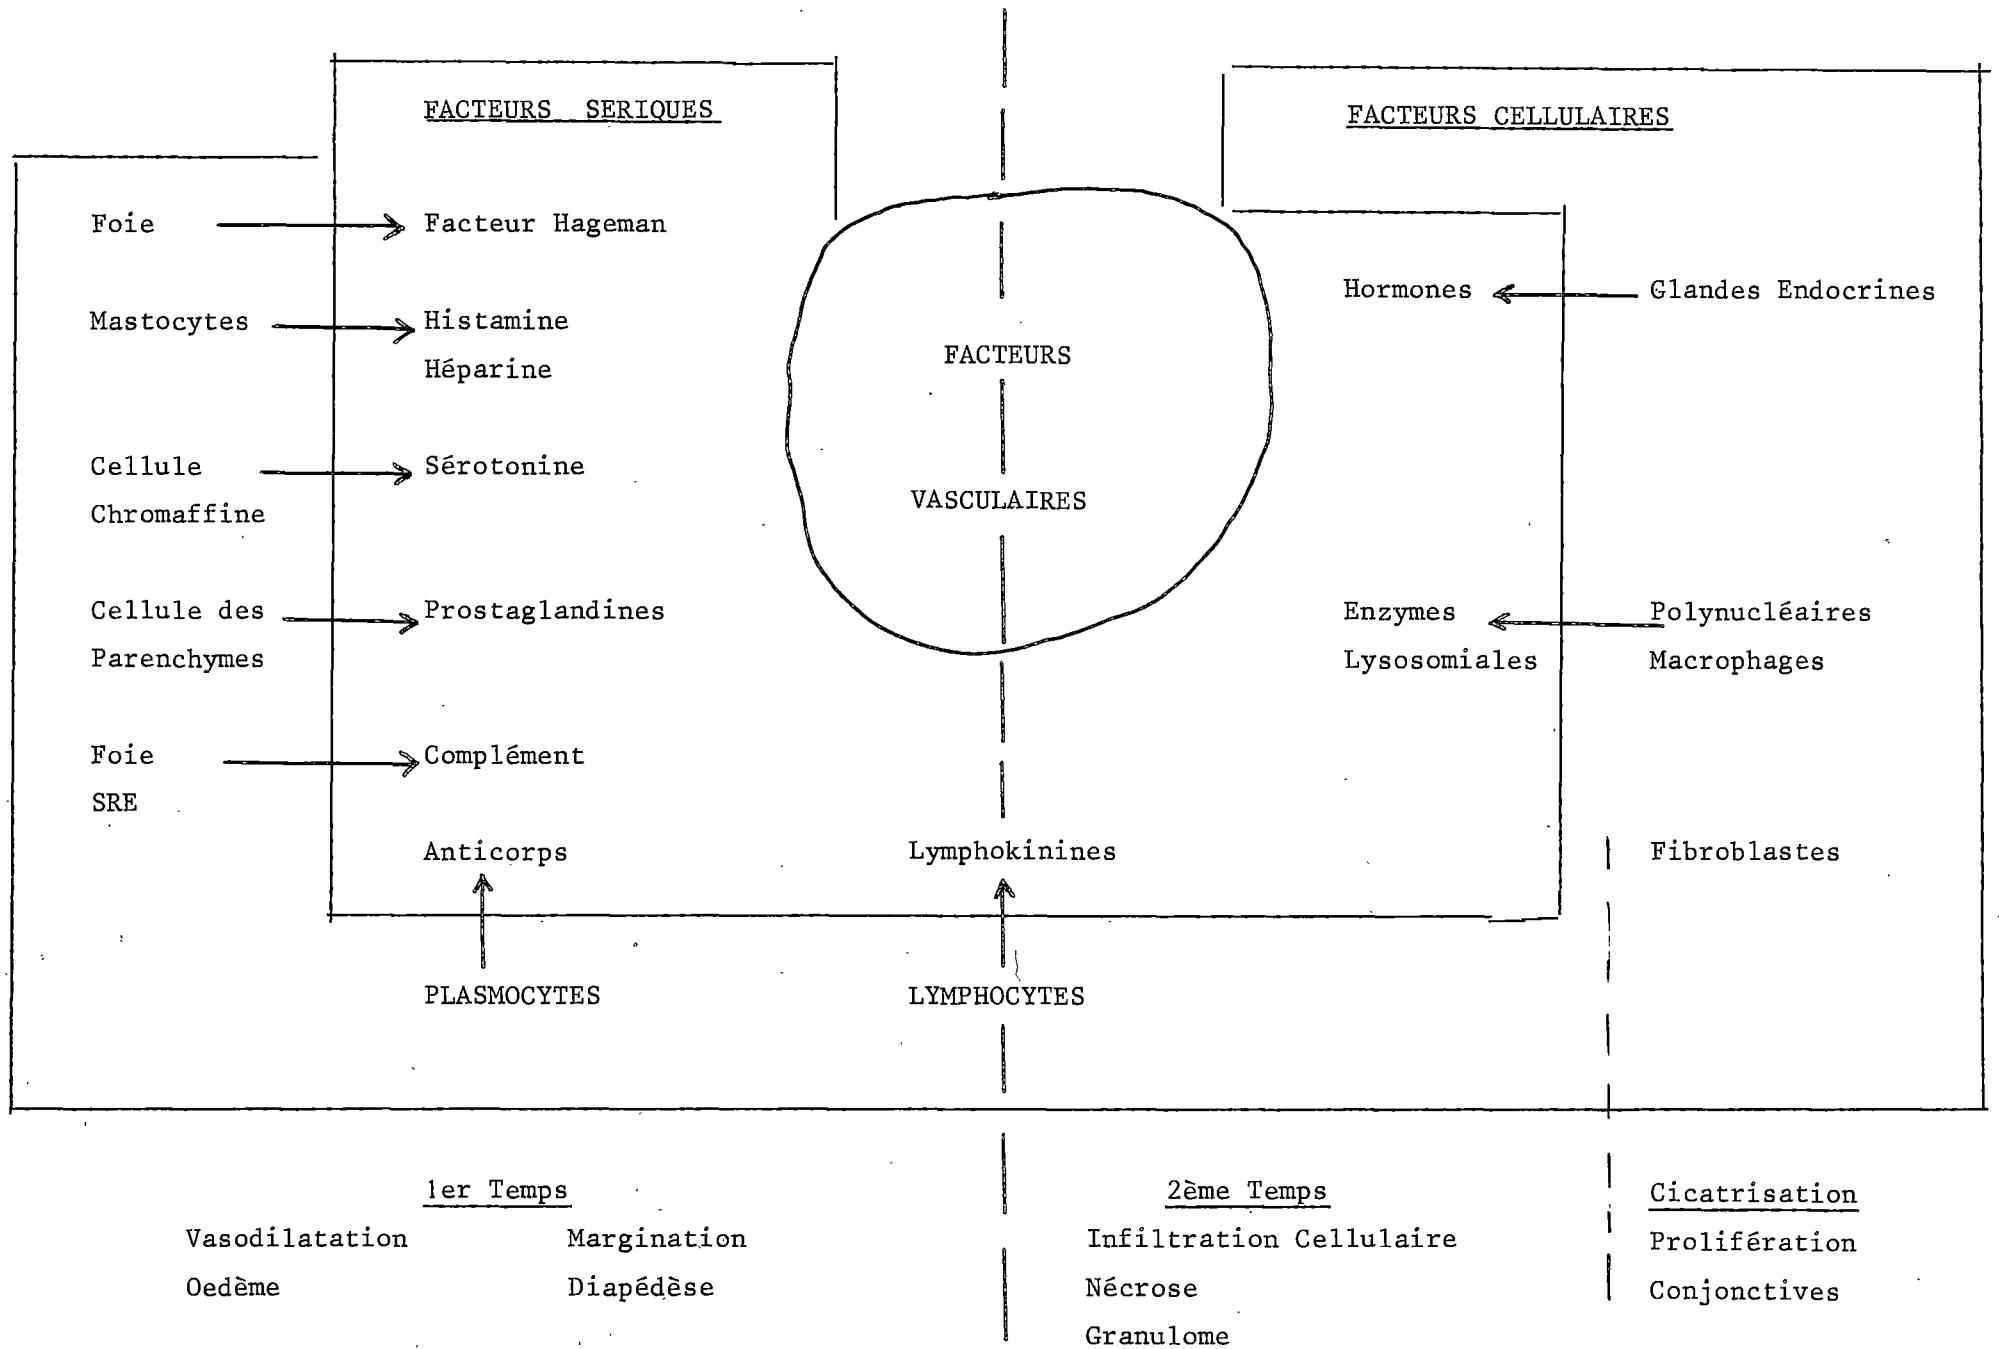 FACTEURS SERIQUES
FACTEURS CELLULAIRES
Foie
Facteur Hageman
Hormones
Glandes Endocrines
Mastocytes
Histamine
Héparine
FACTEURS
VASCULAIRES
Cellule
Chromaffine
Sérotonine
Cellule des
Parenchymes
Prostaglandines
Enzymes
Lysosomiales
Polynucléaires
Macrophages
Foie
SRE
Complément
Anticorps
Lymphokinines
Fibroblastes
PLASMOCYTES
LYMPHOCYTES
1er Temps
Vasodilatation
Oedème
Margination
Diapédèse
2ème Temps
Infiltration Cellulaire
Nécrose
Granulome
Cicatrisation
Prolifération
Conjonctives